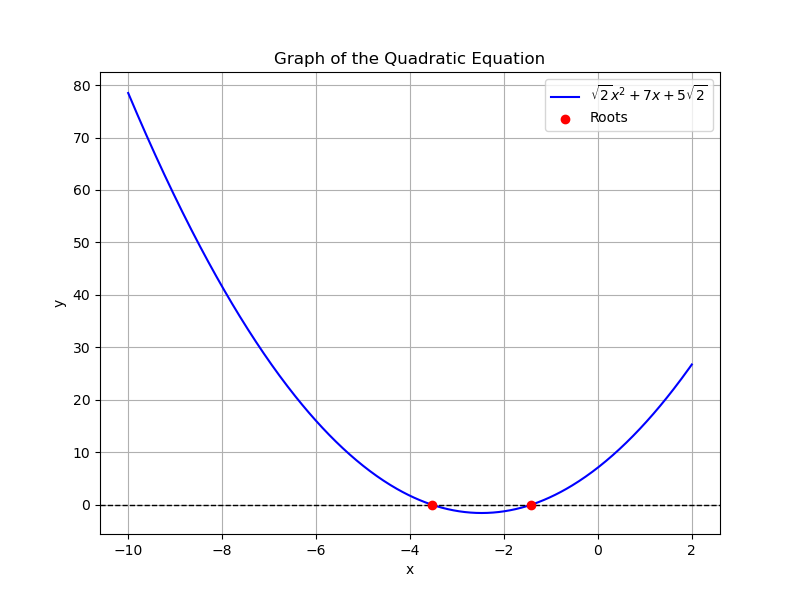 Graph of the Quadratic Equation
√2x² + 7x + 5√2
Roots
80
70
60
50
40
30
20
10
0
y
−10 −8 −6 −4 −2 0 2
x